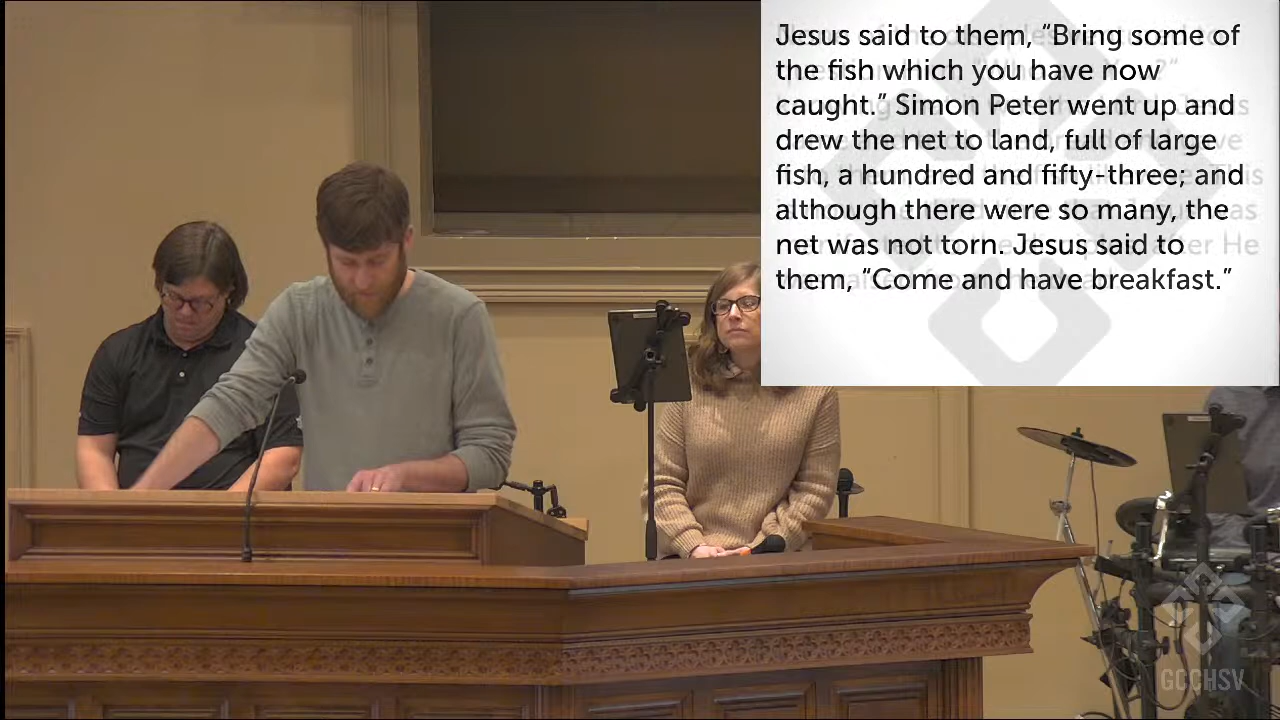 Jesus said to them, “Bring some of
the fish which you have now
caught.” Simon Peter went up and
drew the net to land, full of large
fish, a hundred and fifty-three; and
although there were so many, the
net was not torn. Jesus said to
them, “Come and have breakfast.”
GCCHSV